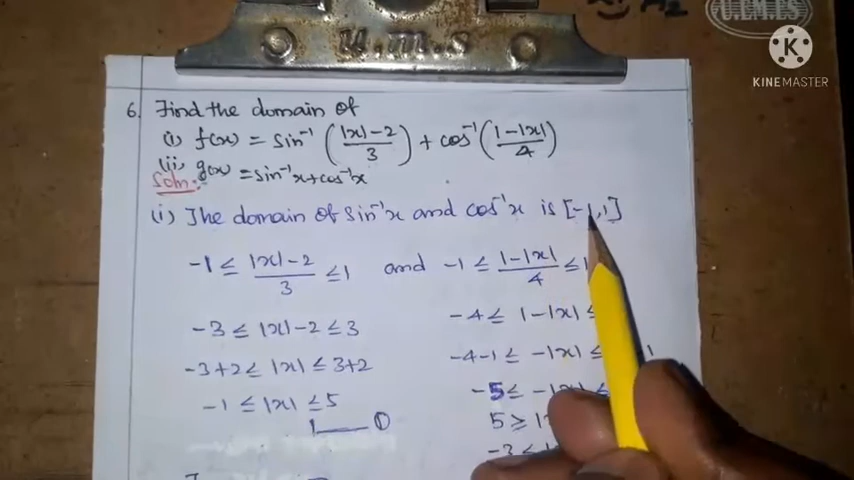 U.M.S
U.E.M.E.S
KINEMASTER
6. Find the domain of
(i) f(x) = sin⁻¹ (|x|-2/3) + cos⁻¹ (1-|x|/4)
(ii) g(x) = sin⁻¹x + cos⁻¹x
Soln:-
(i) The domain of sin⁻¹x and cos⁻¹x is [-1,1]
-1 ≤ |x|-2/3 ≤ 1 and -1 ≤ 1-|x|/4 ≤ 1
-3 ≤ |x|-2 ≤ 3 -4 ≤ 1-|x| ≤
-3+2 ≤ |x| ≤ 3+2 -4-1 ≤ -|x| ≤
-1 ≤ |x| ≤ 5 -5 ≤ -|x| ≤
① 5 ≥
-3 ≤